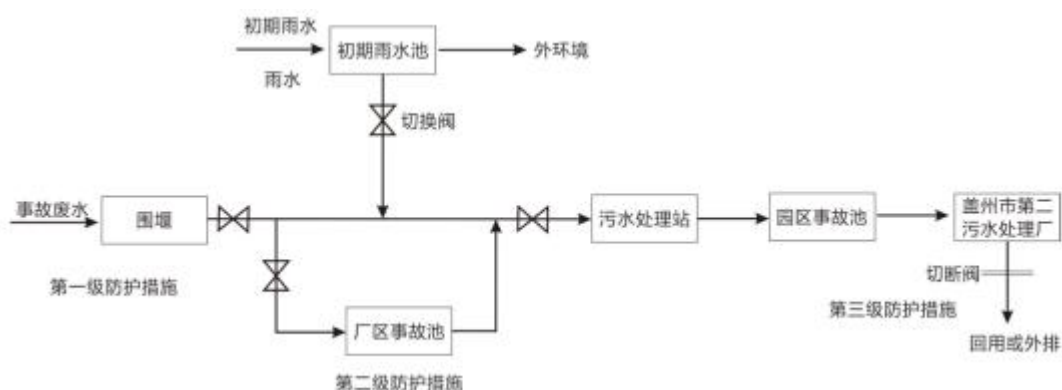 初期雨水
雨水
初期雨水池
外环境
切换阀
事故废水
围堰
污水处理站
园区事故池
盖州市第二
污水处理厂
第一级防护措施
切断阀
第三级防护措施
厂区事故池
回用或外排
第二级防护措施